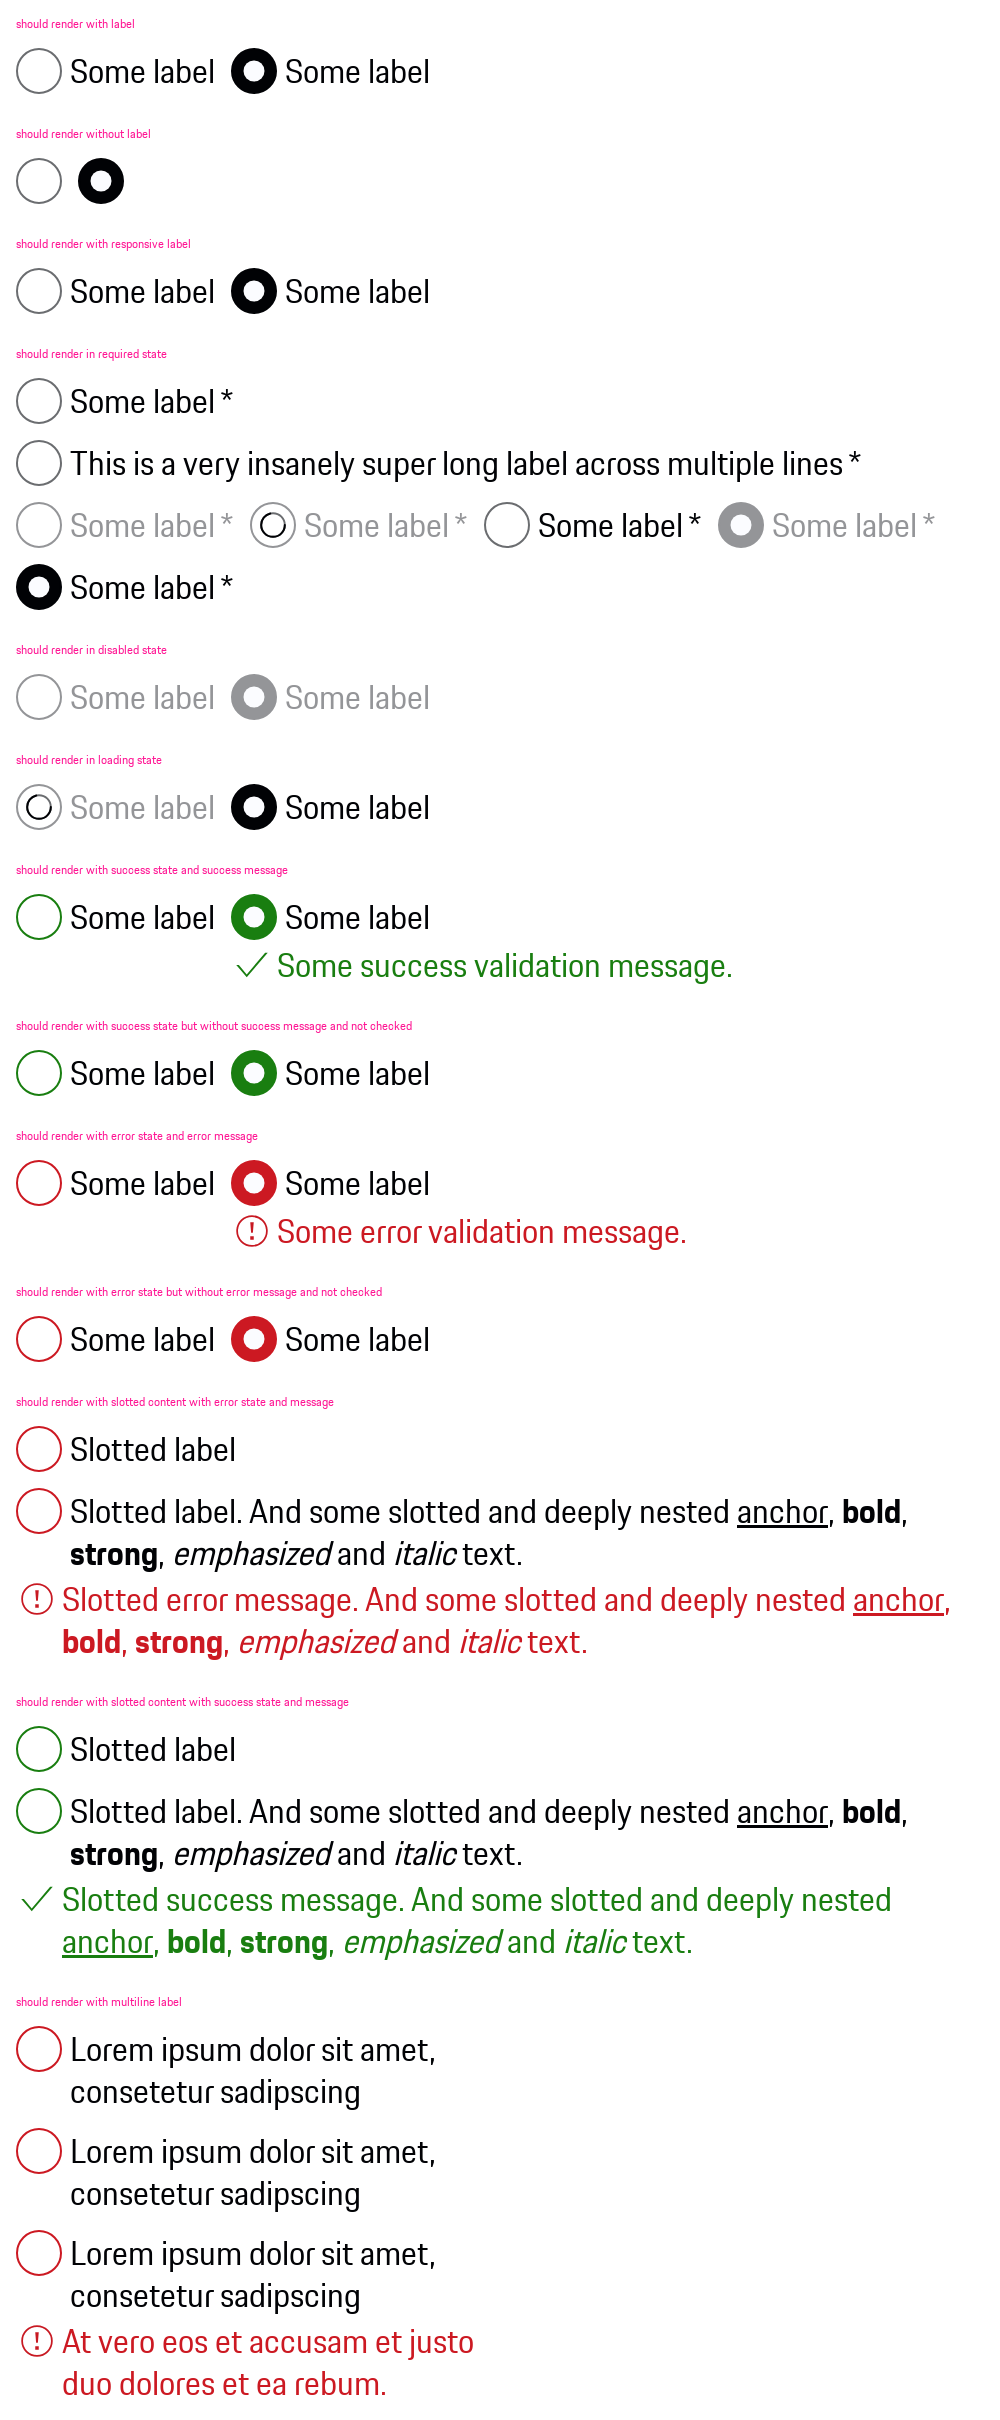 should render with label
Some label Some label
should render without label
should render with responsive label
Some label Some label
should render in required state
Some label *
This is a very insanely super long label across multiple lines *
Some label * Some label * Some label * Some label *
Some label *
should render in disabled state
Some label Some label
should render in loading state
Some label Some label
should render with success state and success message
Some label Some label
Some success validation message.
should render with success state but without success message and not checked
Some label Some label
should render with error state and error message
Some label Some label
Some error validation message.
should render with error state but without error message and not checked
Some label Some label
should render with slotted content with error state and message
Slotted label
Slotted label. And some slotted and deeply nested anchor, bold,
strong, emphasized and italic text.
Slotted error message. And some slotted and deeply nested anchor,
bold, strong, emphasized and italic text.
should render with slotted content with success state and message
Slotted label
Slotted label. And some slotted and deeply nested anchor, bold,
strong, emphasized and italic text.
Slotted success message. And some slotted and deeply nested
anchor, bold, strong, emphasized and italic text.
should render with multiline label
Lorem ipsum dolor sit amet,
consetetur sadipscing
Lorem ipsum dolor sit amet,
consetetur sadipscing
Lorem ipsum dolor sit amet,
consetetur sadipscing
At vero eos et accusam et justo
duo dolores et ea rebum.